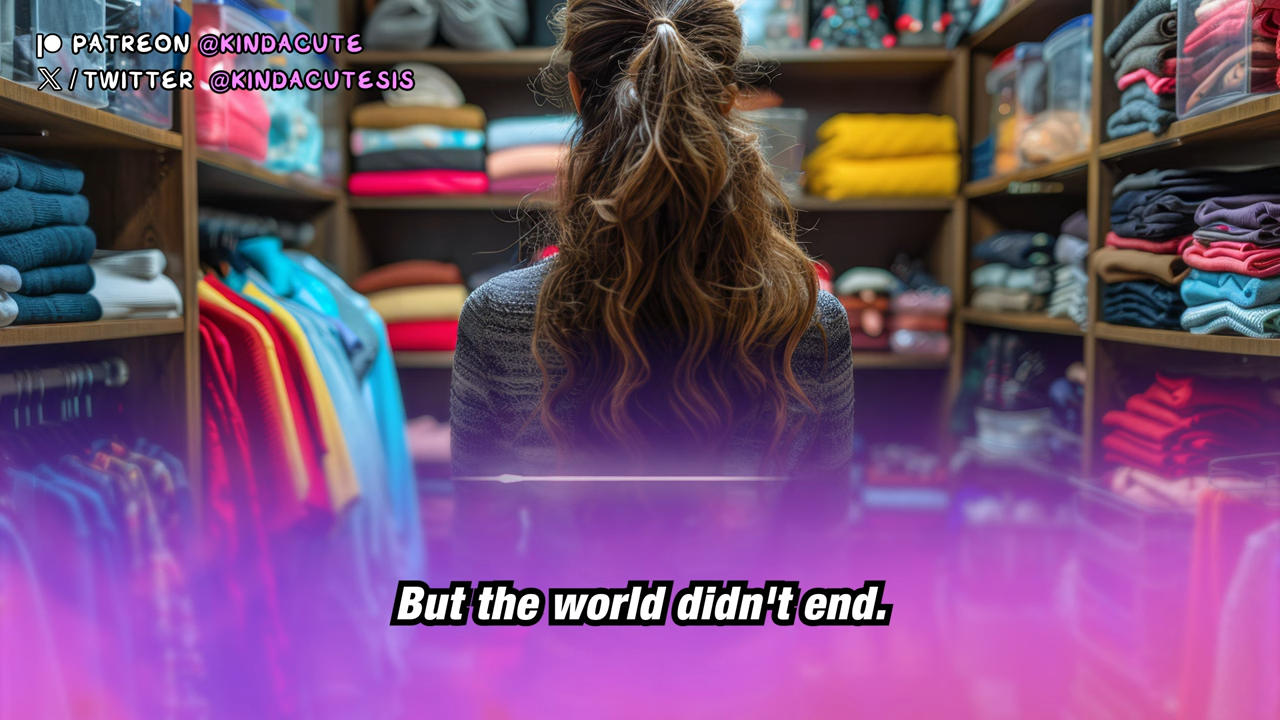 PATREON @KINDACUTE
X / TWITTER @KINDACUTESIS
But the world didn't end.